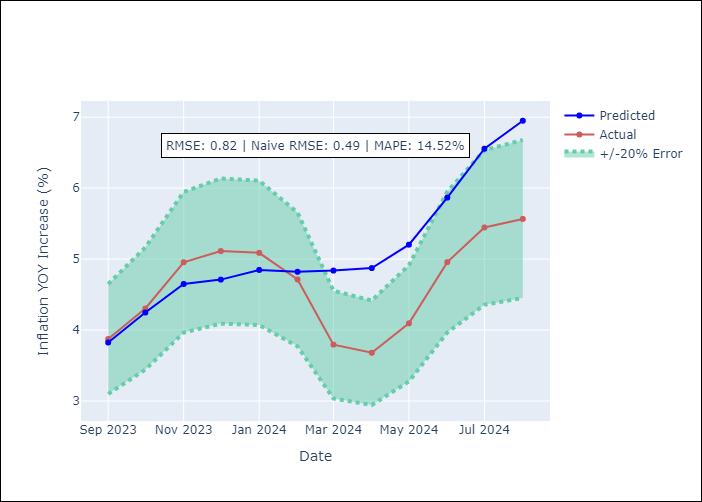 RMSE: 0.82 | Naive RMSE: 0.49 | MAPE: 14.52%
Predicted
Actual
+/-20% Error
Inflation YOY Increase (%)
7
6
5
4
3
Sep 2023 Nov 2023 Jan 2024 Mar 2024 May 2024 Jul 2024
Date